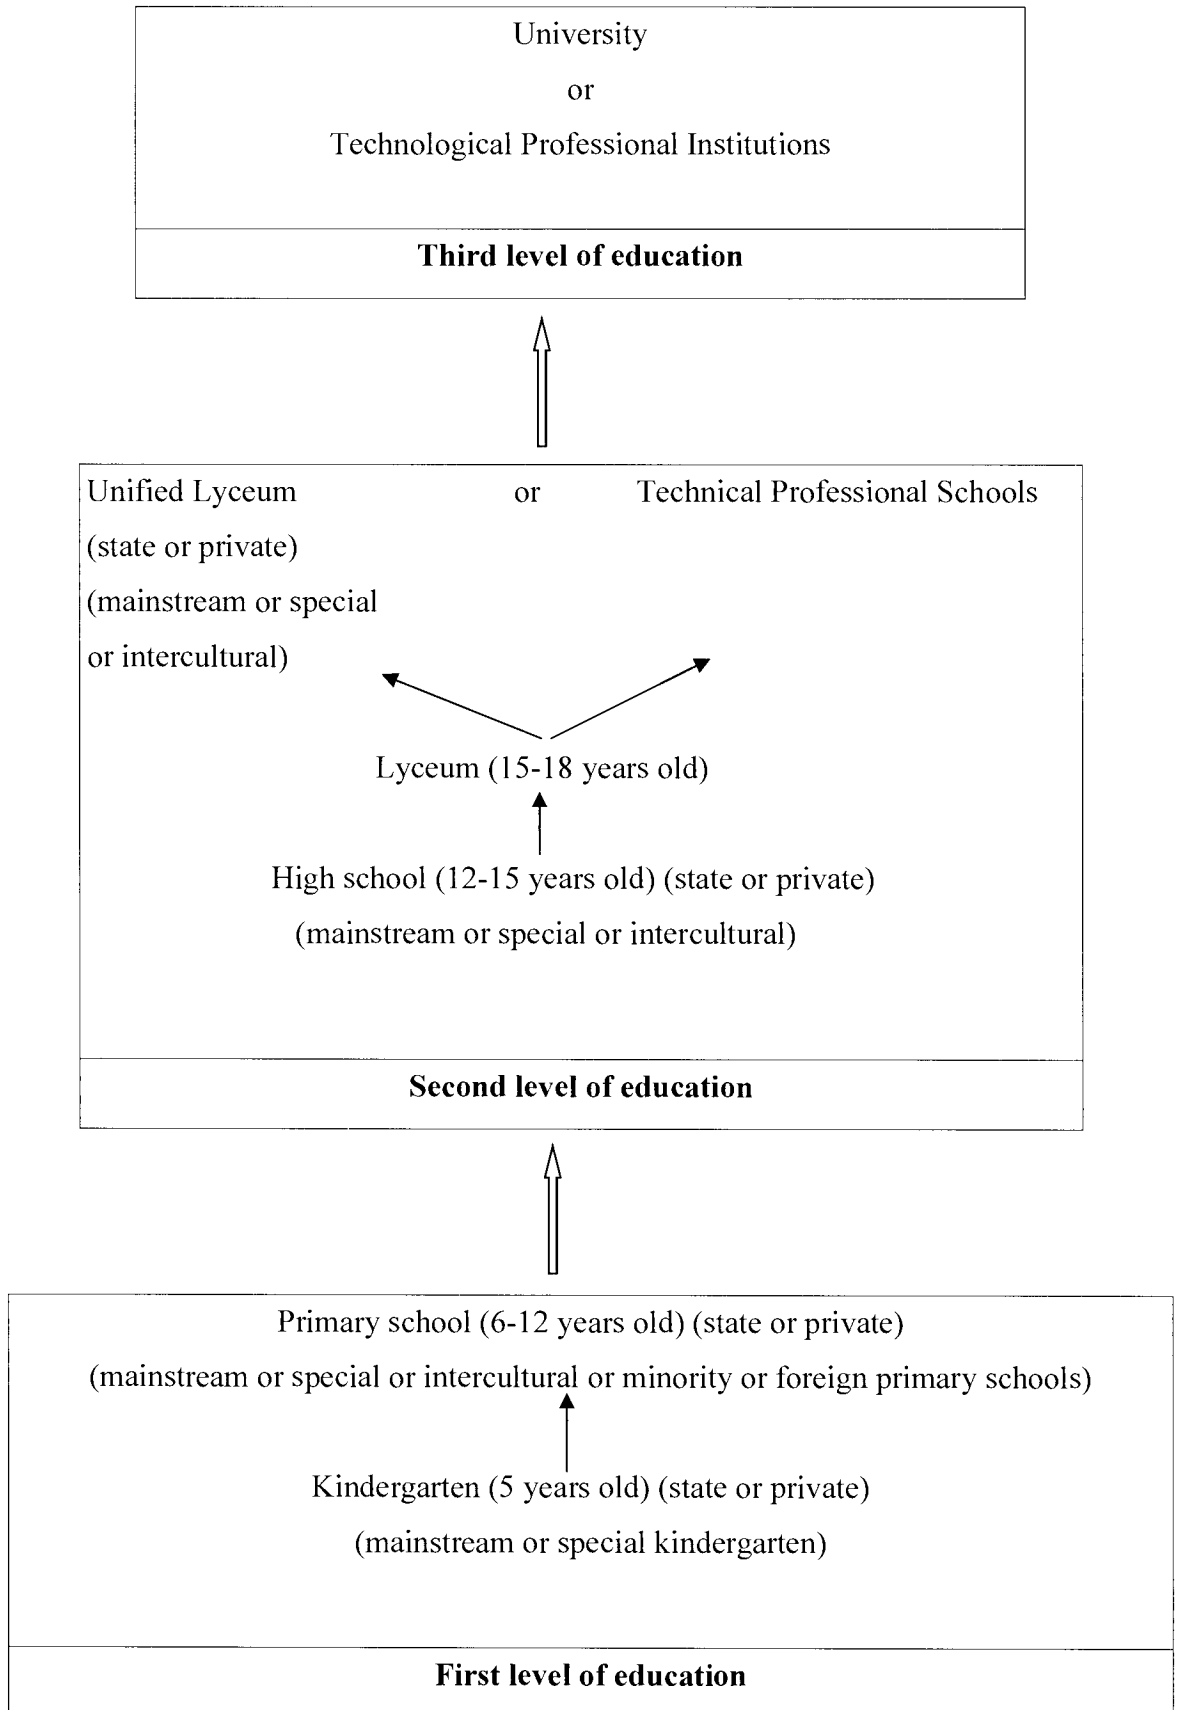 University
or
Technological Professional Institutions
Third level of education
Unified Lyceum or Technical Professional Schools
(state or private)
(mainstream or special
or intercultural)
Lyceum (15-18 years old)
High school (12-15 years old) (state or private)
(mainstream or special or intercultural)
Second level of education
Primary school (6-12 years old) (state or private)
(mainstream or special or intercultural or minority or foreign primary schools)
Kindergarten (5 years old) (state or private)
(mainstream or special kindergarten)
First level of education